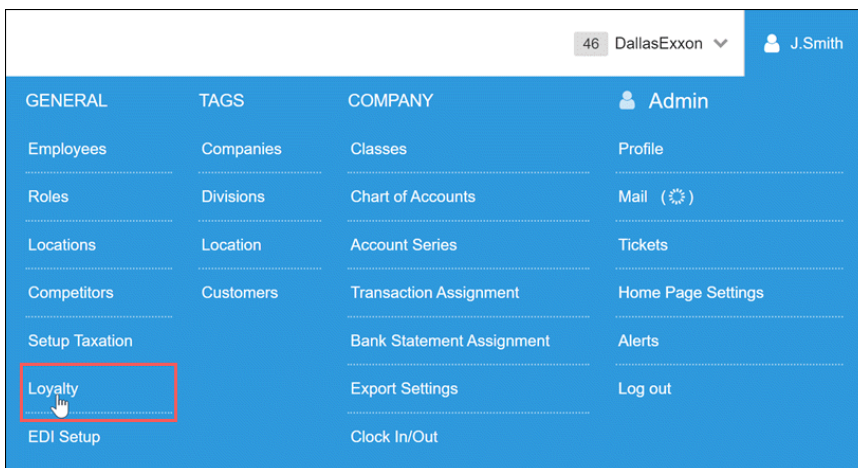 46 DallasExxon J.Smith
GENERAL TAGS COMPANY Admin
Employees Companies Classes Profile
Roles Divisions Chart of Accounts Mail ( )
Locations Location Account Series Tickets
Competitors Customers Transaction Assignment Home Page Settings
Setup Taxation Bank Statement Assignment Alerts
Loyalty Export Settings Log out
EDI Setup Clock In/Out